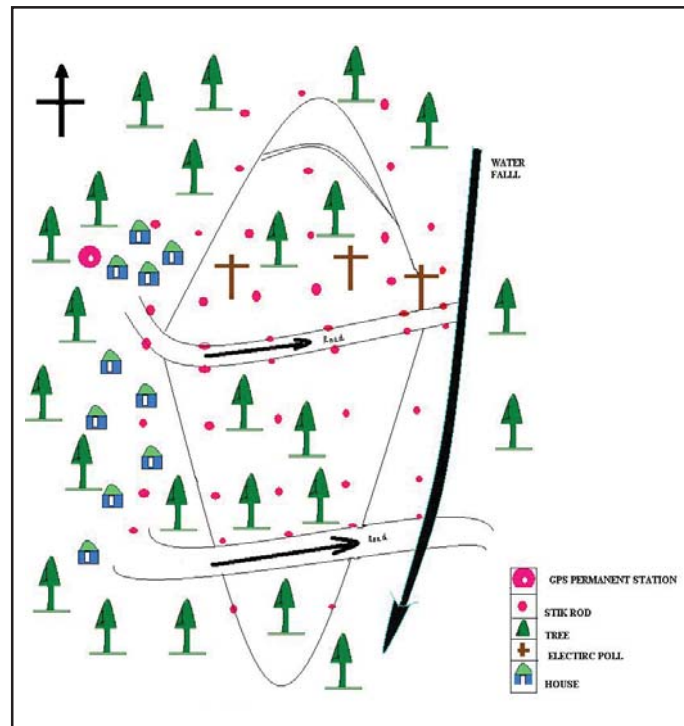 WATER
FALLL
Road
Road
GPS PERMANENT STATION
STIK ROD
TREE
ELECTIRC POLL
HOUSE